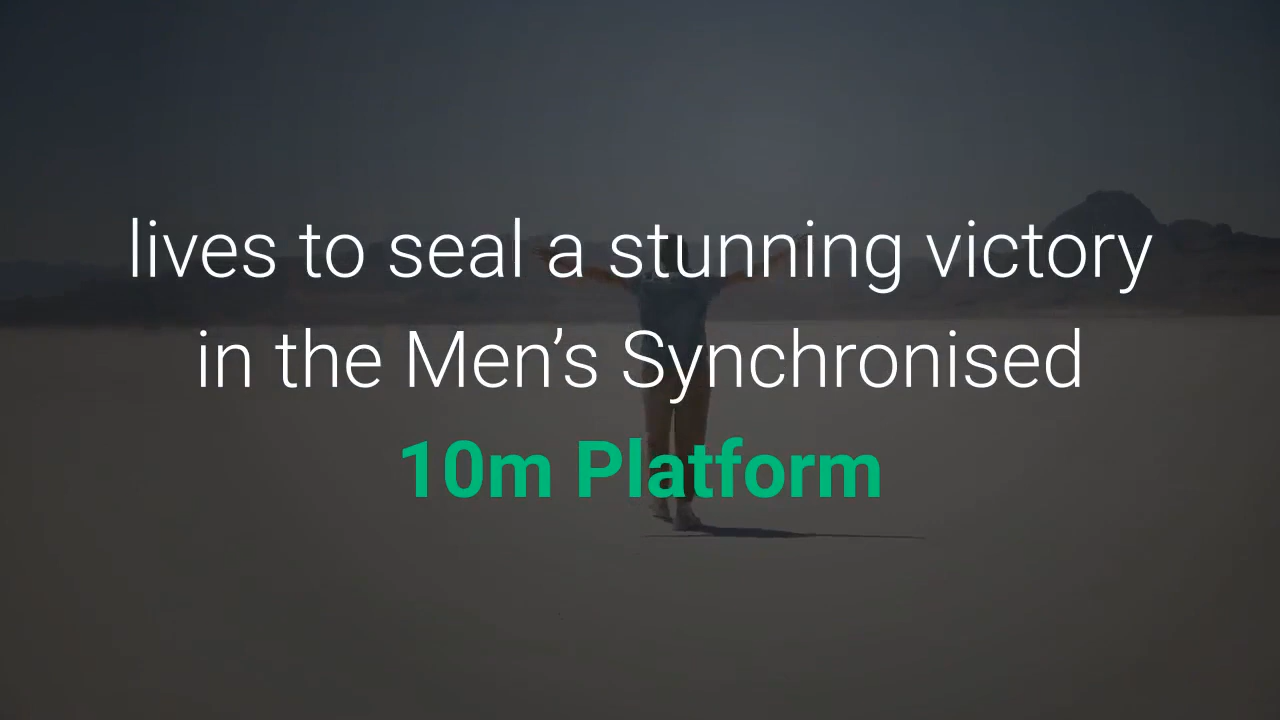 lives to seal a stunning victory
in the Men’s Synchronised
10m Platform